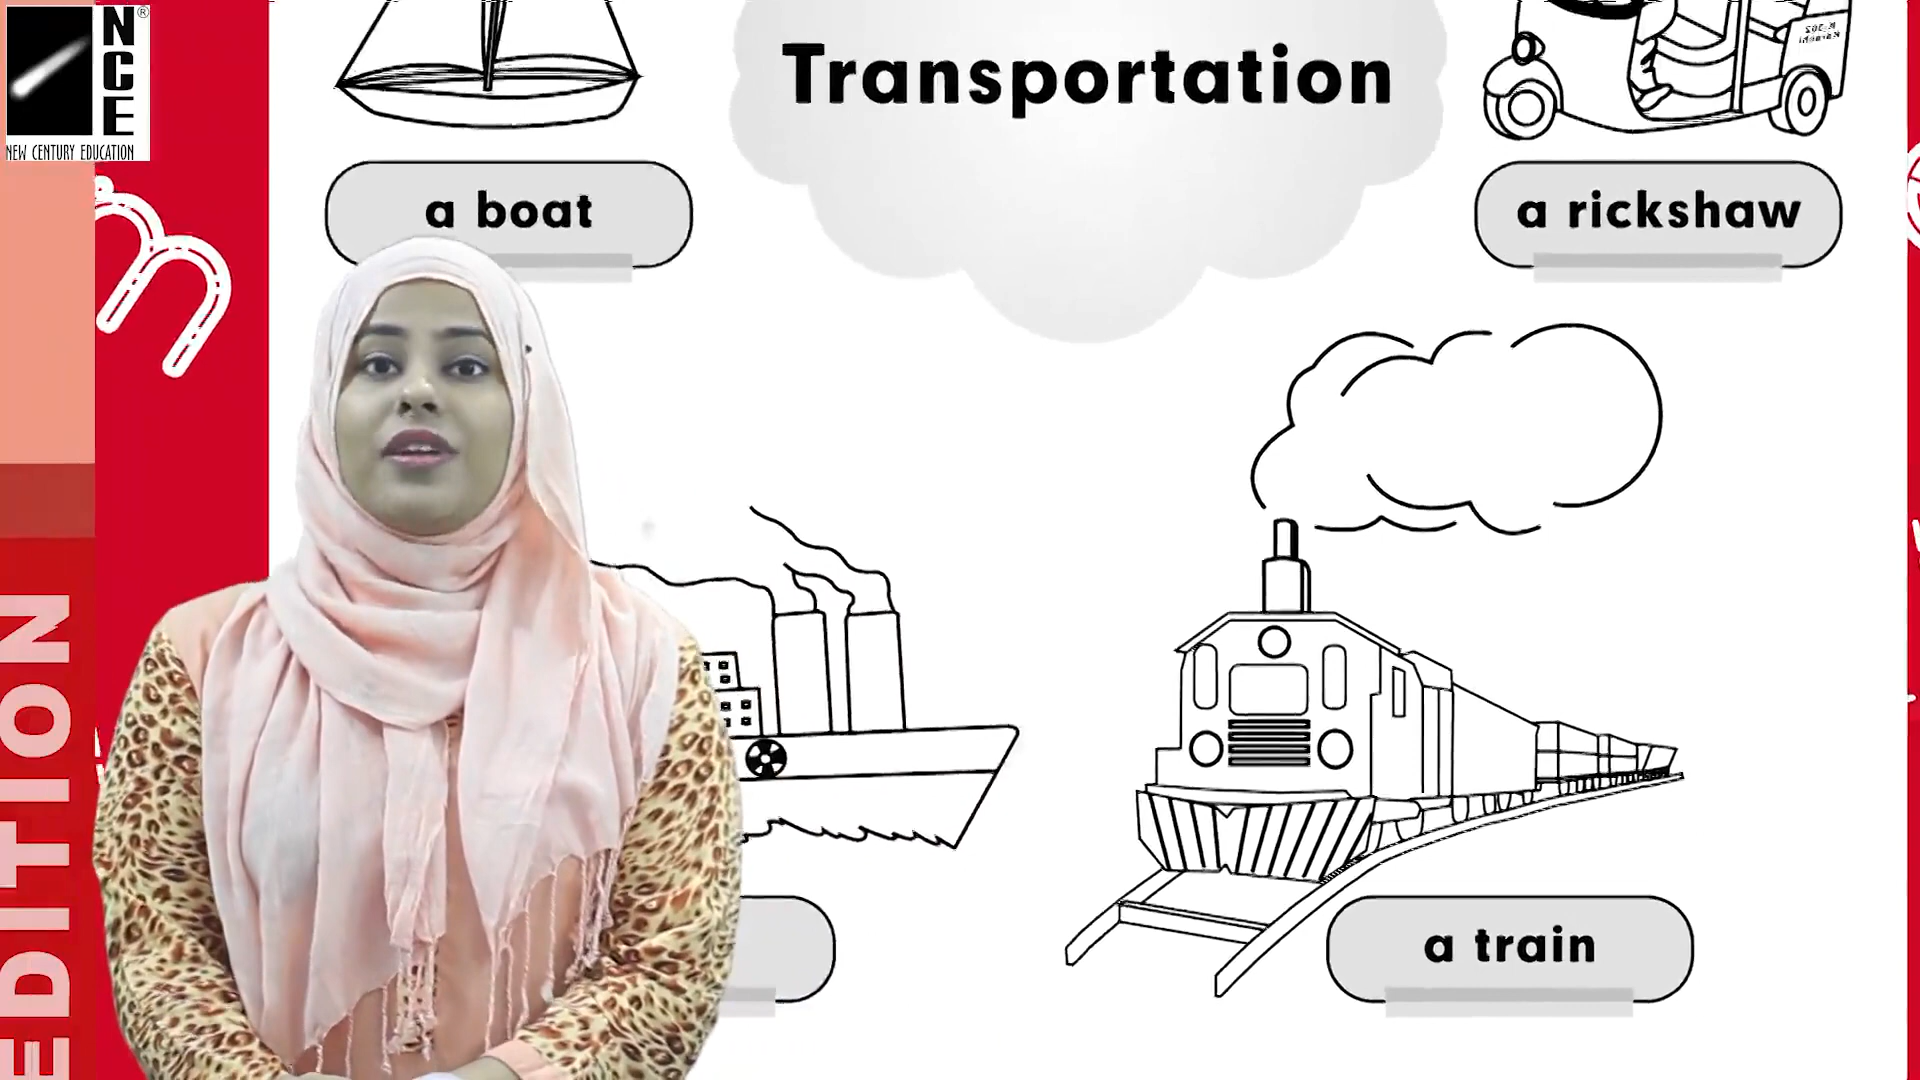 NCE®
NEW CENTURY EDUCATION
Transportation
a boat
a rickshaw
a train
EDITION